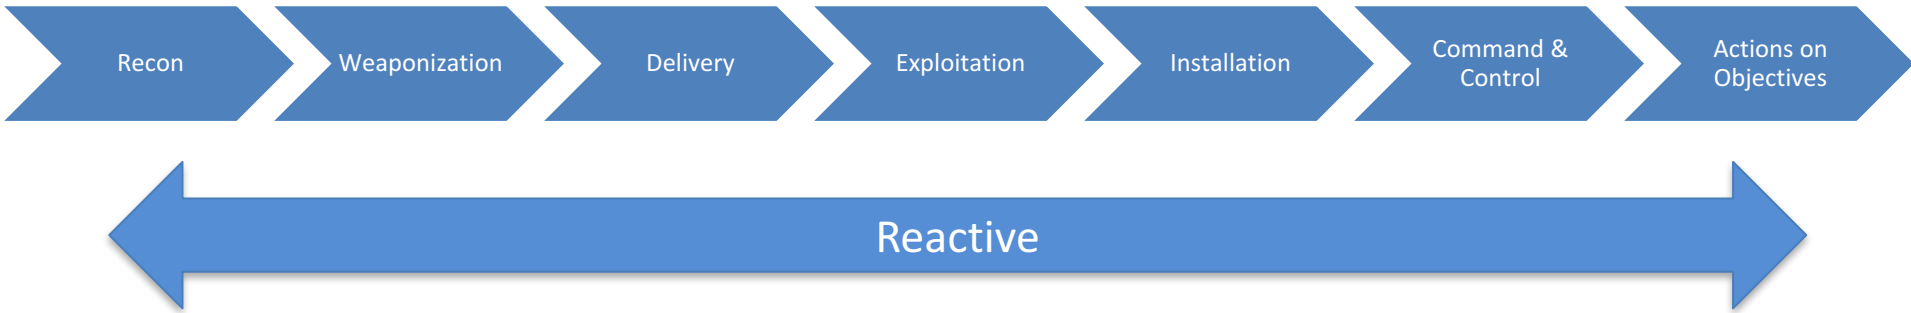 Recon
Weaponization
Delivery
Exploitation
Installation
Command &
Control
Actions on
Objectives
Reactive